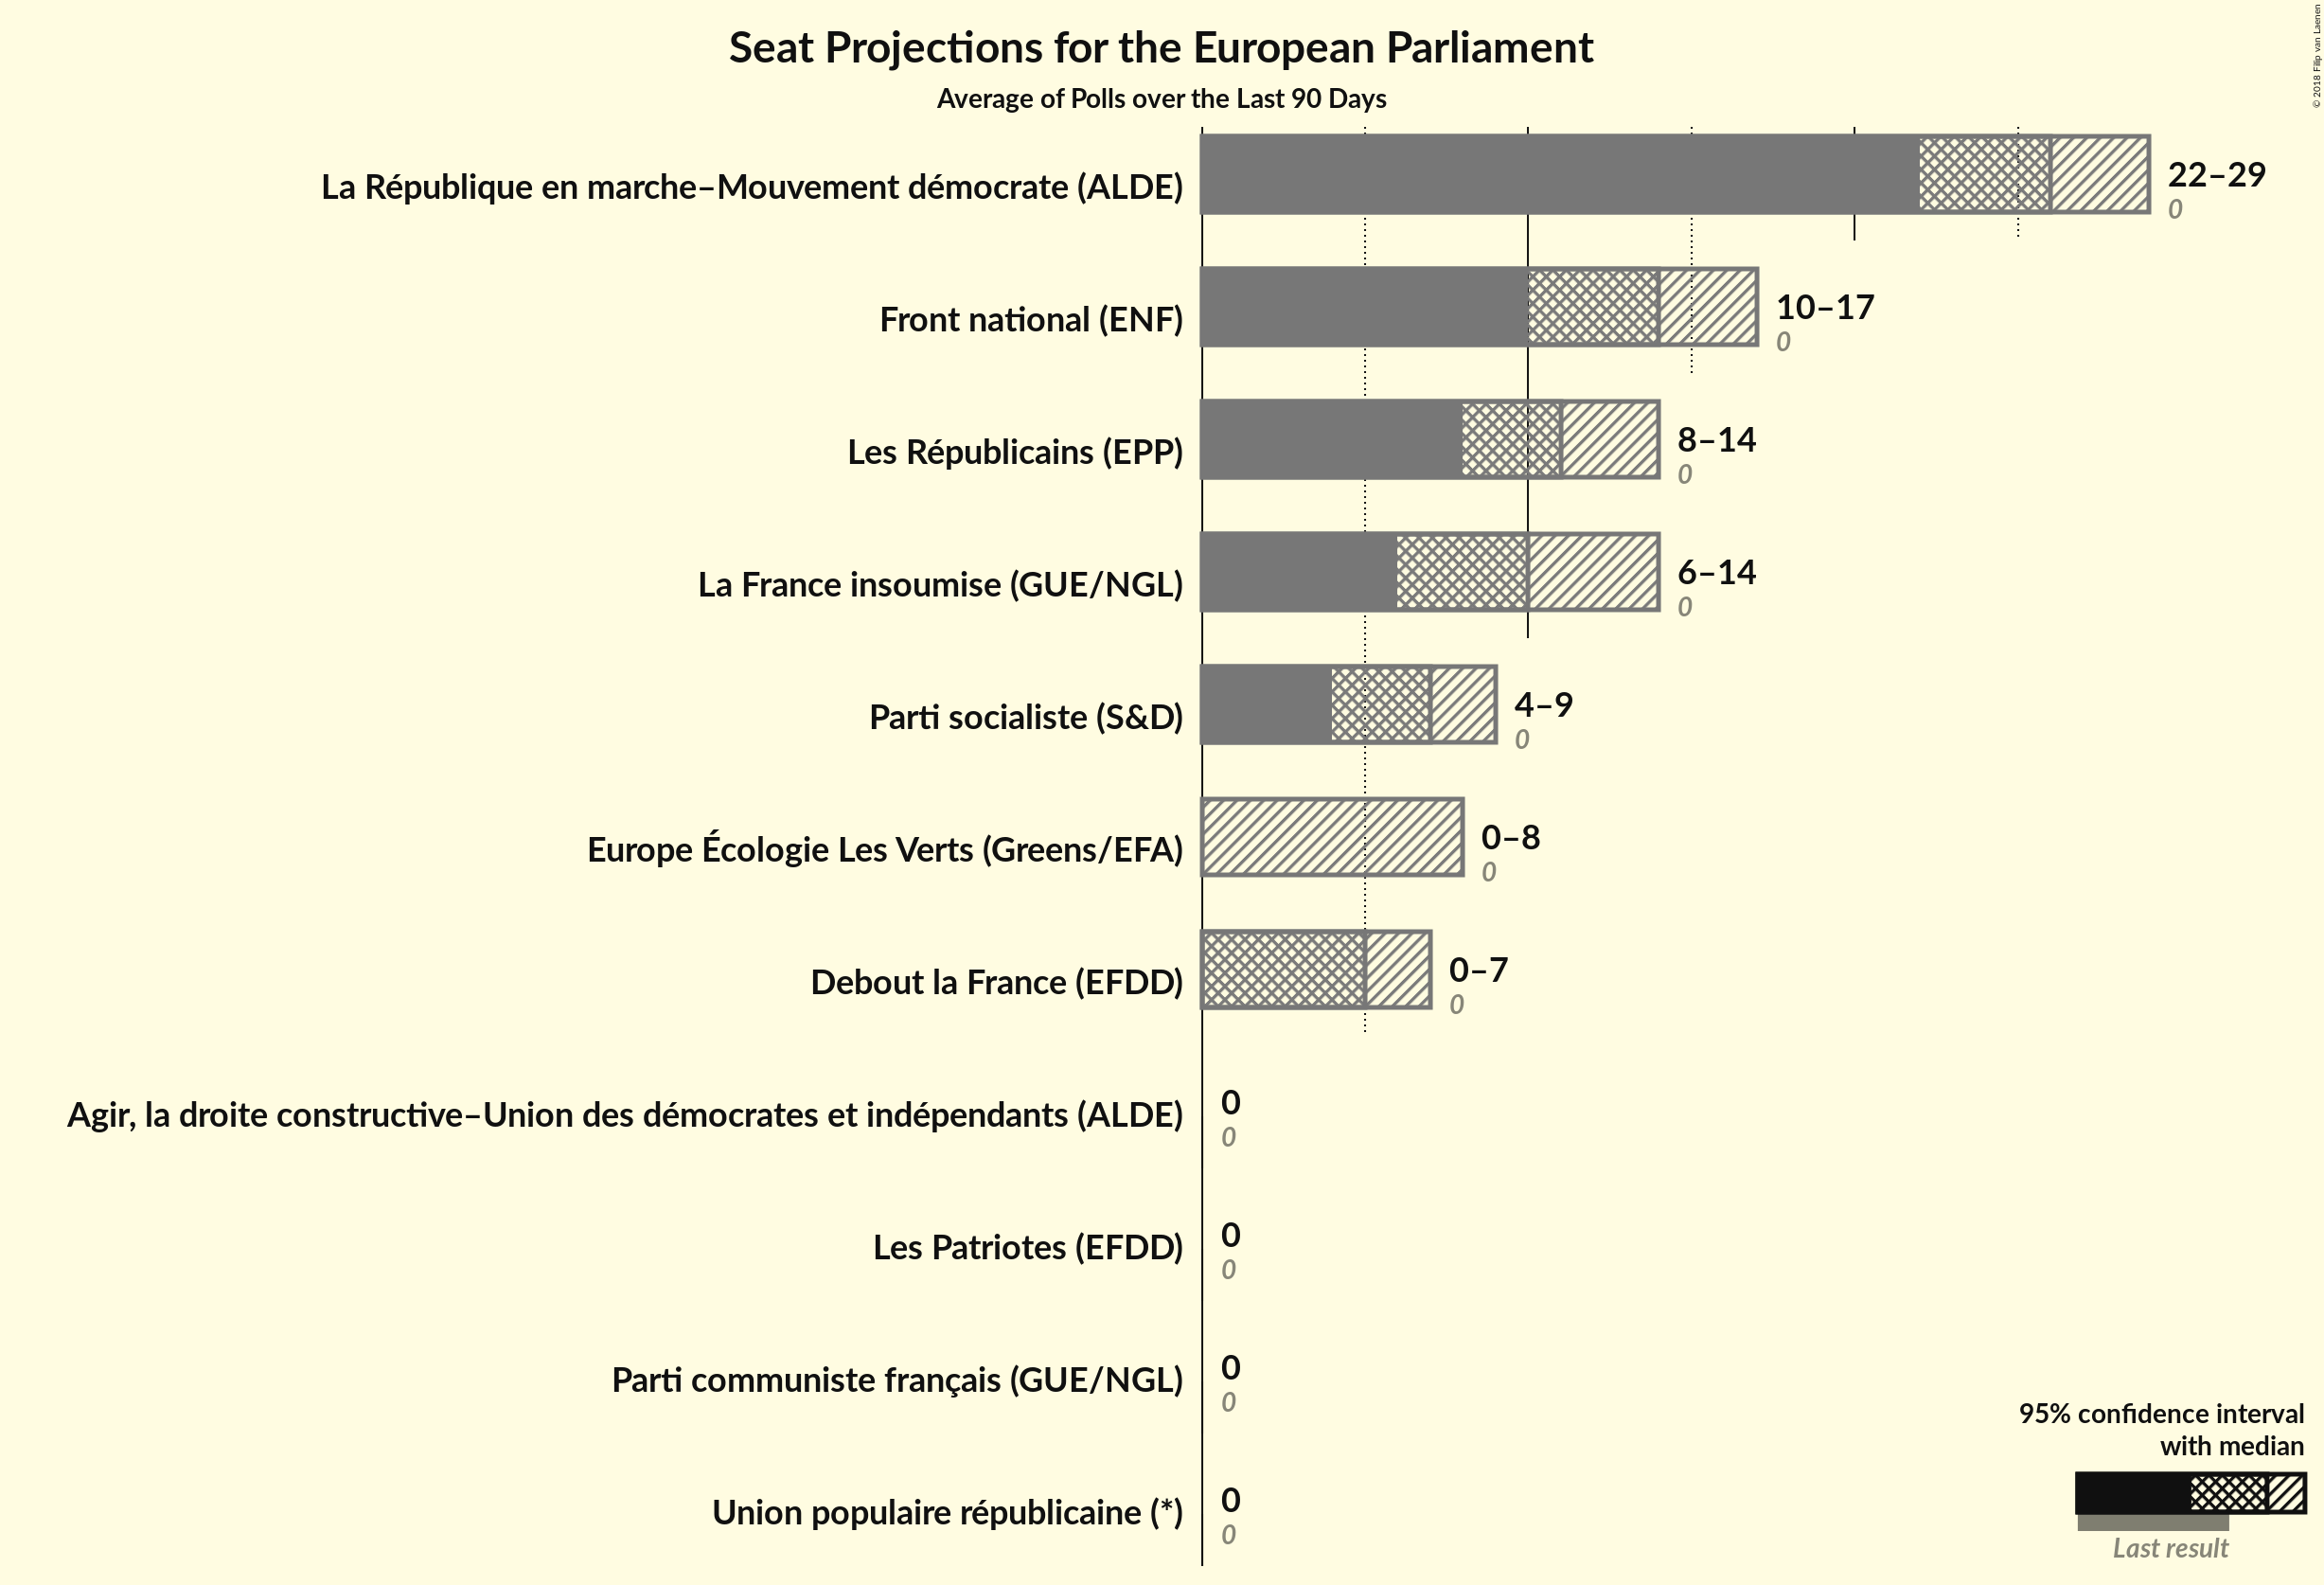 Seat Projections for the European Parliament
Average of Polls over the Last 90 Days
© 2018 Filip van Laenen
La République en marche–Mouvement démocrate (ALDE)
22–29
0
Front national (ENF)
10–17
0
Les Républicains (EPP)
8–14
0
La France insoumise (GUE/NGL)
6–14
0
Parti socialiste (S&D)
4–9
0
Europe Écologie Les Verts (Greens/EFA)
0–8
0
Debout la France (EFDD)
0–7
0
Agir, la droite constructive–Union des démocrates et indépendants (ALDE)
0
0
Les Patriotes (EFDD)
0
0
Parti communiste français (GUE/NGL)
0
0
Union populaire républicaine (*)
0
0
95% confidence interval
with median
Last result